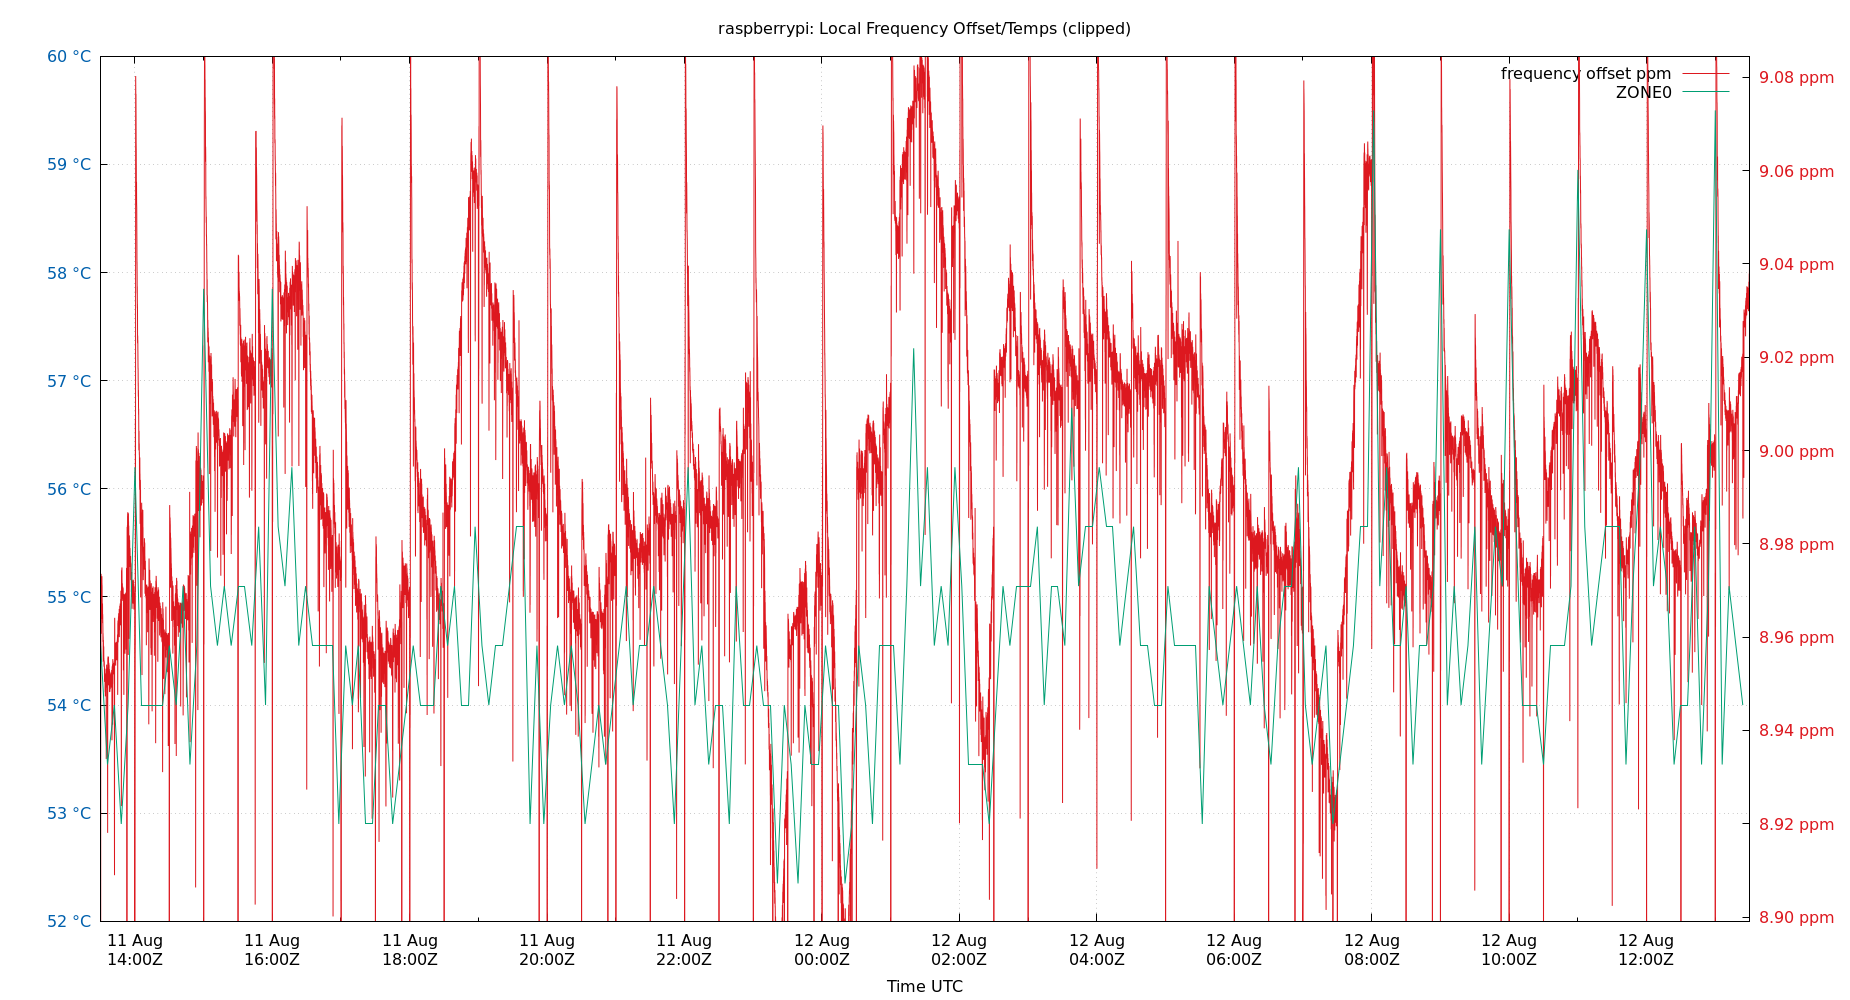 raspberrypi: Local Frequency Offset/Temps (clipped)
frequency offset ppm
ZONE0
60 °C
59 °C
58 °C
57 °C
56 °C
55 °C
54 °C
53 °C
52 °C
9.08 ppm
9.06 ppm
9.04 ppm
9.02 ppm
9.00 ppm
8.98 ppm
8.96 ppm
8.94 ppm
8.92 ppm
8.90 ppm
11 Aug 11 Aug 11 Aug 11 Aug 11 Aug 12 Aug 12 Aug 12 Aug 12 Aug 12 Aug 12 Aug 12 Aug
14:00Z 16:00Z 18:00Z 20:00Z 22:00Z 00:00Z 02:00Z 04:00Z 06:00Z 08:00Z 10:00Z 12:00Z
Time UTC